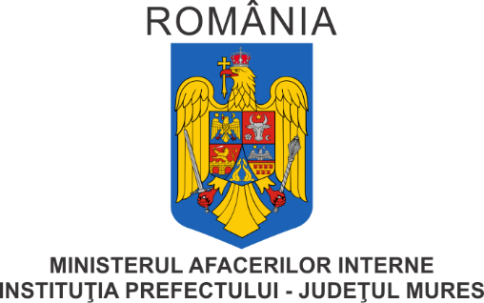 ROMÂNIA
MINISTERUL AFACERILOR INTERNE
INSTITUŢIA PREFECTULUI - JUDEŢUL MURES